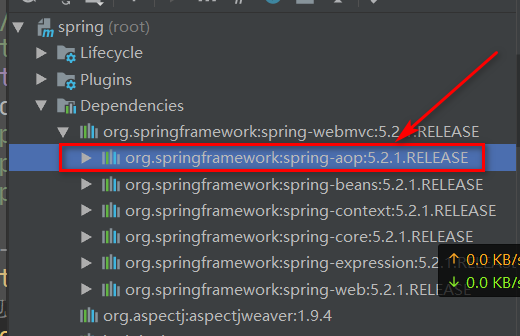 spring (root)
Lifecycle
Plugins
Dependencies
org.springframework:spring-webmvc:5.2.1.RELEASE
org.springframework:spring-aop:5.2.1.RELEASE
org.springframework:spring-beans:5.2.1.RELEASE
org.springframework:spring-context:5.2.1.RELEASE
org.springframework:spring-core:5.2.1.RELEASE
org.springframework:spring-expression:5.2.1.RELEASE
org.springframework:spring-web:5.2.1.RELEASE
org.aspectj:aspectjweaver:1.9.4
↑ 0.0 KB/s
↓ 0.0 KB/s